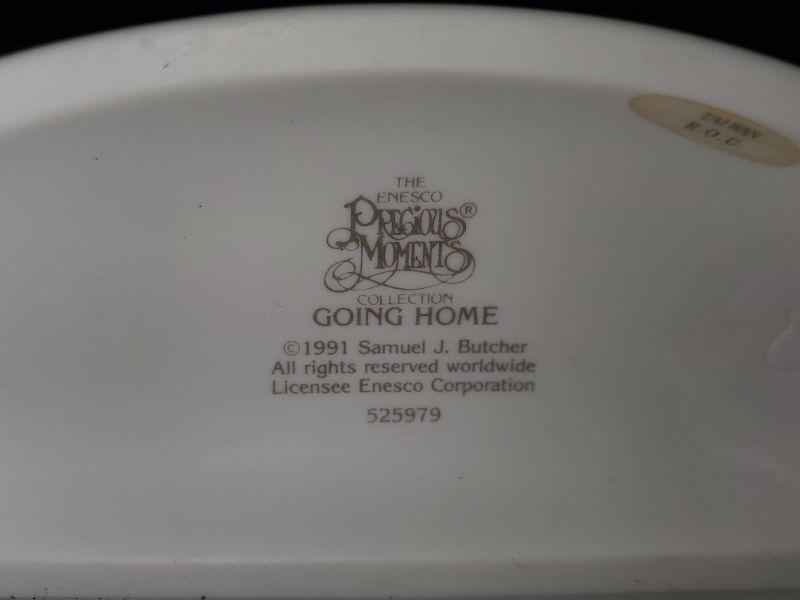 THE
ENESCO
PRECIOUS®
MOMENTS
COLLECTION
GOING HOME
©1991 Samuel J. Butcher
All rights reserved worldwide
Licensee Enesco Corporation
525979
TAIWAN
R.O.C.